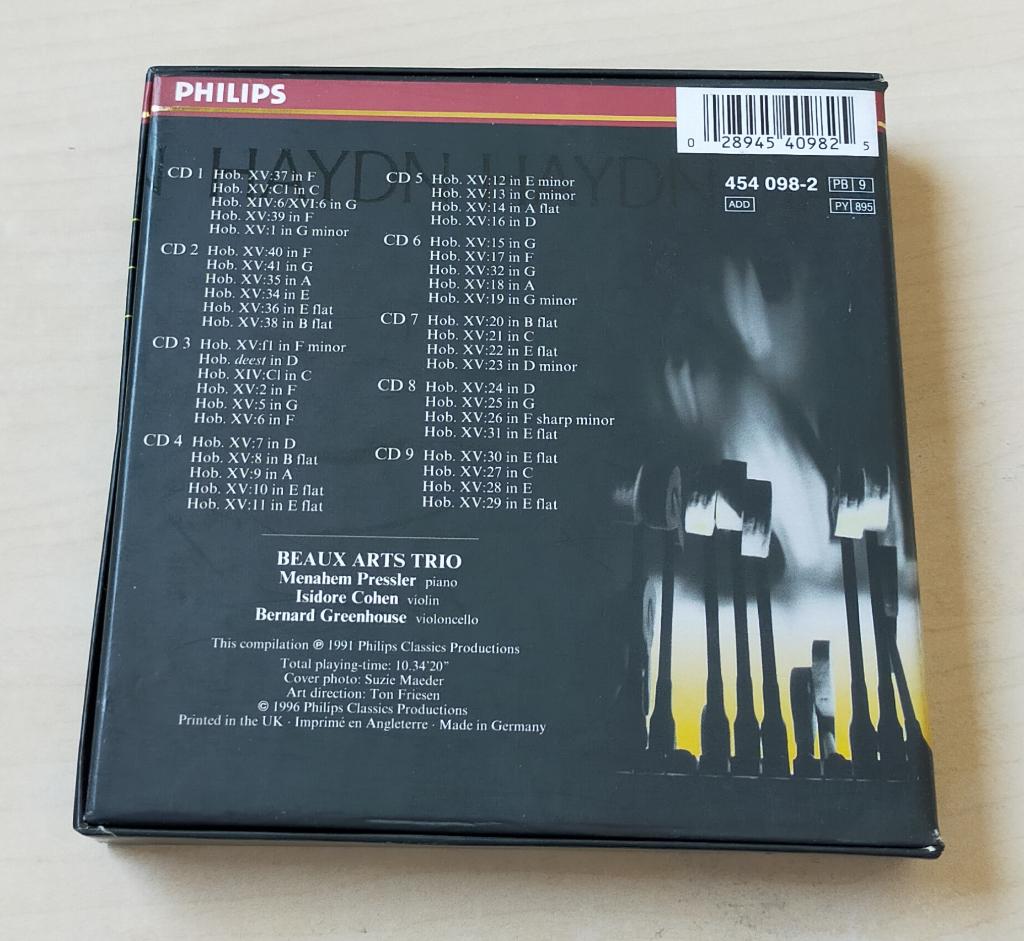 PHILIPS
0 28945 40982 5
HAYDN HAYDN
454 098-2 PB 9
ADD PY 895
CD 1 Hob. XV:37 in F
Hob. XV:C1 in C
Hob. XIV:6/XVI:6 in G
Hob. XV:39 in F
Hob. XV:1 in G minor
CD 2 Hob. XV:40 in F
Hob. XV:41 in G
Hob. XV:35 in A
Hob. XV:34 in E
Hob. XV:36 in E flat
Hob. XV:38 in B flat
CD 3 Hob. XV:f1 in F minor
Hob. deest in D
Hob. XIV:C1 in C
Hob. XV:2 in F
Hob. XV:5 in G
Hob. XV:6 in F
CD 4 Hob. XV:7 in D
Hob. XV:8 in B flat
Hob. XV:9 in A
Hob. XV:10 in E flat
Hob. XV:11 in E flat
CD 5 Hob. XV:12 in E minor
Hob. XV:13 in C minor
Hob. XV:14 in A flat
Hob. XV:16 in D
CD 6 Hob. XV:15 in G
Hob. XV:17 in F
Hob. XV:32 in G
Hob. XV:18 in A
Hob. XV:19 in G minor
CD 7 Hob. XV:20 in B flat
Hob. XV:21 in C
Hob. XV:22 in E flat
Hob. XV:23 in D minor
CD 8 Hob. XV:24 in D
Hob. XV:25 in G
Hob. XV:26 in F sharp minor
Hob. XV:31 in E flat
CD 9 Hob. XV:30 in E flat
Hob. XV:27 in C
Hob. XV:28 in E
Hob. XV:29 in E flat
BEAUX ARTS TRIO
Menahem Pressler piano
Isidore Cohen violin
Bernard Greenhouse violoncello
This compilation ℗ 1991 Philips Classics Productions
Total playing-time: 10.34'20"
Cover photo: Suzie Maeder
Art direction: Ton Friesen
© 1996 Philips Classics Productions
Printed in the UK · Imprimé en Angleterre · Made in Germany